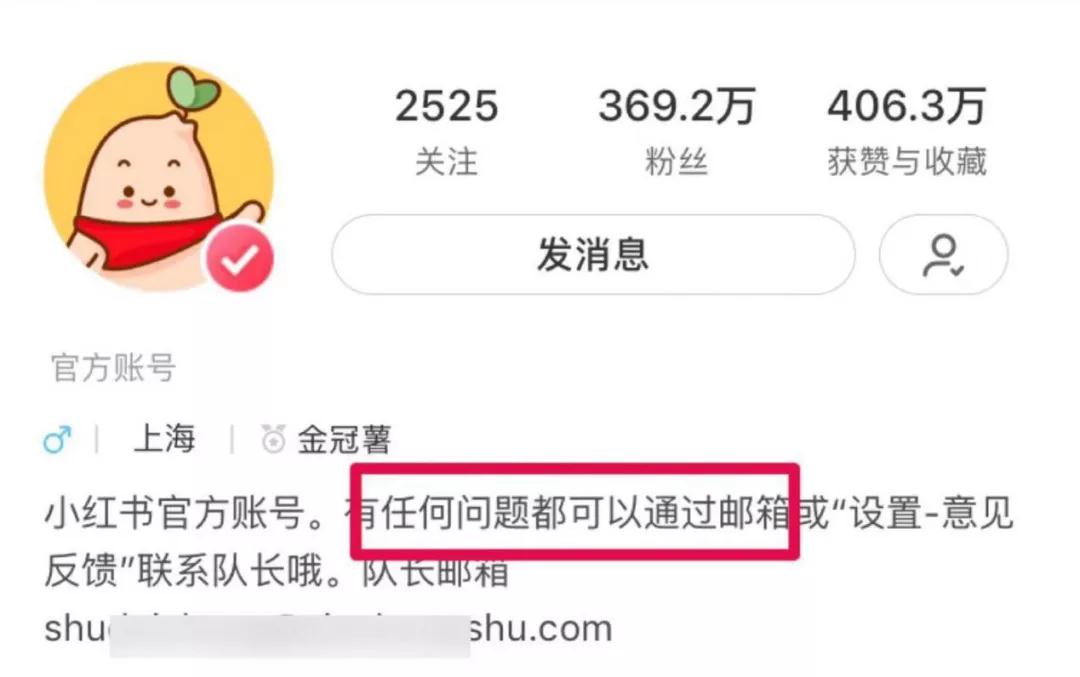 2525
369.2万
406.3万
关注
粉丝
获赞与收藏
发消息
官方账号
上海
金冠薯
小红书官方账号。有任何问题都可以通过邮箱或“设置-意见
反馈”联系队长哦。队长邮箱
shu shu.com